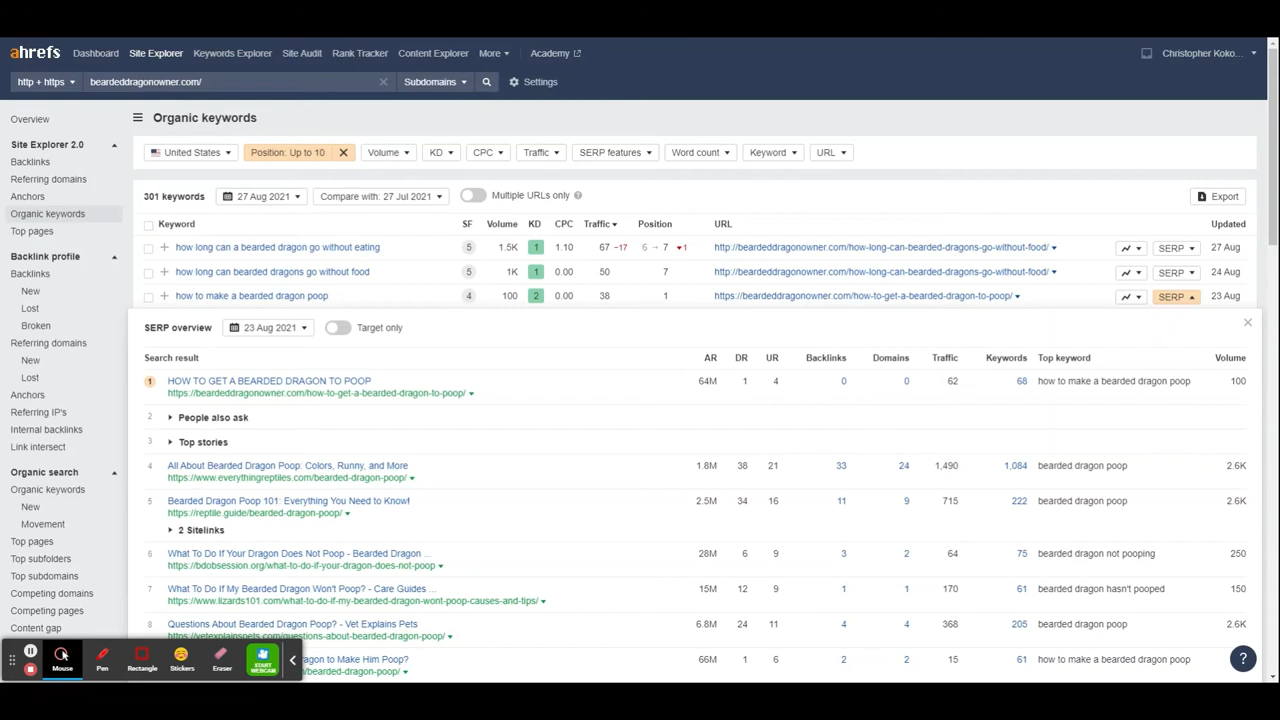 ahrefs Dashboard Site Explorer Keywords Explorer Site Audit Rank Tracker Content Explorer More Academy Christopher Koko...
http + https beardeddragonowner.com/ Subdomains Settings
Overview
Site Explorer 2.0
Backlinks
Referring domains
Anchors
Organic keywords
Top pages
Backlink profile
Backlinks
New
Lost
Broken
Referring domains
New
Lost
Anchors
Referring IP's
Internal backlinks
Link intersect
Organic search
Organic keywords
New
Movement
Top pages
Top subfolders
Top subdomains
Competing domains
Competing pages
Content gap
Organic keywords
United States Position: Up to 10 Volume KD CPC Traffic SERP features Word count Keyword URL
301 keywords 27 Aug 2021 Compare with: 27 Jul 2021 Multiple URLs only Export
Keyword SF Volume KD CPC Traffic Position URL Updated
how long can a bearded dragon go without eating 5 1.5K 1 1.10 67 −17 6 → 7 1 http://beardeddragonowner.com/how-long-can-bearded-dragons-go-without-food/ SERP 27 Aug
how long can bearded dragons go without food 5 1K 1 0.00 50 7 http://beardeddragonowner.com/how-long-can-bearded-dragons-go-without-food/ SERP 24 Aug
how to make a bearded dragon poop 4 100 2 0.00 38 1 https://beardeddragonowner.com/how-to-get-a-bearded-dragon-to-poop/ SERP 23 Aug
SERP overview 23 Aug 2021 Target only
Search result AR DR UR Backlinks Domains Traffic Keywords Top keyword Volume
1 HOW TO GET A BEARDED DRAGON TO POOP 64M 1 4 0 0 62 68 how to make a bearded dragon poop 100
https://beardeddragonowner.com/how-to-get-a-bearded-dragon-to-poop/
2 People also ask
3 Top stories
4 All About Bearded Dragon Poop: Colors, Runny, and More 1.8M 38 21 33 24 1,490 1,084 bearded dragon poop 2.6K
https://www.everythingreptiles.com/bearded-dragon-poop/
5 Bearded Dragon Poop 101: Everything You Need to Know! 2.5M 34 16 11 9 715 222 bearded dragon poop 2.6K
https://reptile.guide/bearded-dragon-poop/
2 Sitelinks
6 What To Do If Your Dragon Does Not Poop - Bearded Dragon ... 28M 6 9 3 2 64 75 bearded dragon not pooping 250
https://bdobsession.org/what-to-do-if-your-dragon-does-not-poop
7 What To Do If My Bearded Dragon Won't Poop? - Care Guides ... 15M 12 9 1 1 170 61 bearded dragon hasn't pooped 150
https://www.lizards101.com/what-to-do-if-my-bearded-dragon-wont-poop-causes-and-tips/
8 Questions About Bearded Dragon Poop? - Vet Explains Pets 6.8M 24 11 4 4 368 205 bearded dragon poop 2.6K
https://vetexplainspets.com/questions-about-bearded-dragon-poop/
Dragon to Make Him Poop? 66M 1 6 2 2 15 61 how to make a bearded dragon poop 100
/bearded-dragon-poop/
Mouse Pen Rectangle Stickers Eraser START WEBCAM
?